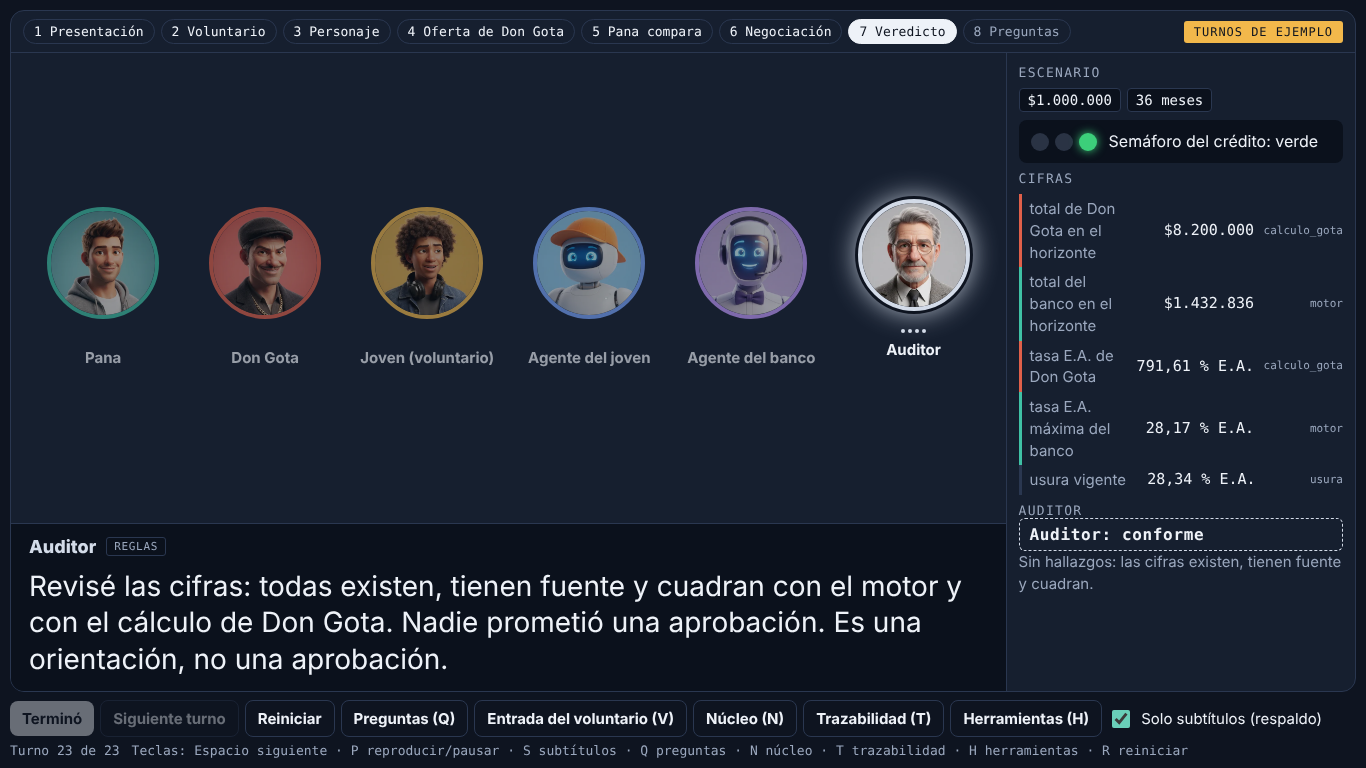 1 Presentación
2 Voluntario
3 Personaje
4 Oferta de Don Gota
5 Pana compara
6 Negociación
7 Veredicto
8 Preguntas
TURNOS DE EJEMPLO
Pana
Don Gota
Joven (voluntario)
Agente del joven
Agente del banco
Auditor
ESCENARIO
$1.000.000
36 meses
Semáforo del crédito: verde
CIFRAS
total de Don
Gota en el
horizonte
$8.200.000
calculo_gota
total del
banco en el
horizonte
$1.432.836
motor
tasa E.A. de
Don Gota
791,61 % E.A.
calculo_gota
tasa E.A.
máxima del
banco
28,17 % E.A.
motor
usura vigente
28,34 % E.A.
usura
AUDITOR
Auditor: conforme
Sin hallazgos: las cifras existen, tienen fuente
y cuadran.
Auditor
REGLAS
Revisé las cifras: todas existen, tienen fuente y cuadran con el motor y
con el cálculo de Don Gota. Nadie prometió una aprobación. Es una
orientación, no una aprobación.
Terminó
Siguiente turno
Reiniciar
Preguntas (Q)
Entrada del voluntario (V)
Núcleo (N)
Trazabilidad (T)
Herramientas (H)
Solo subtítulos (respaldo)
Turno 23 de 23
Teclas: Espacio siguiente · P reproducir/pausar · S subtítulos · Q preguntas · N núcleo · T trazabilidad · H herramientas · R reiniciar